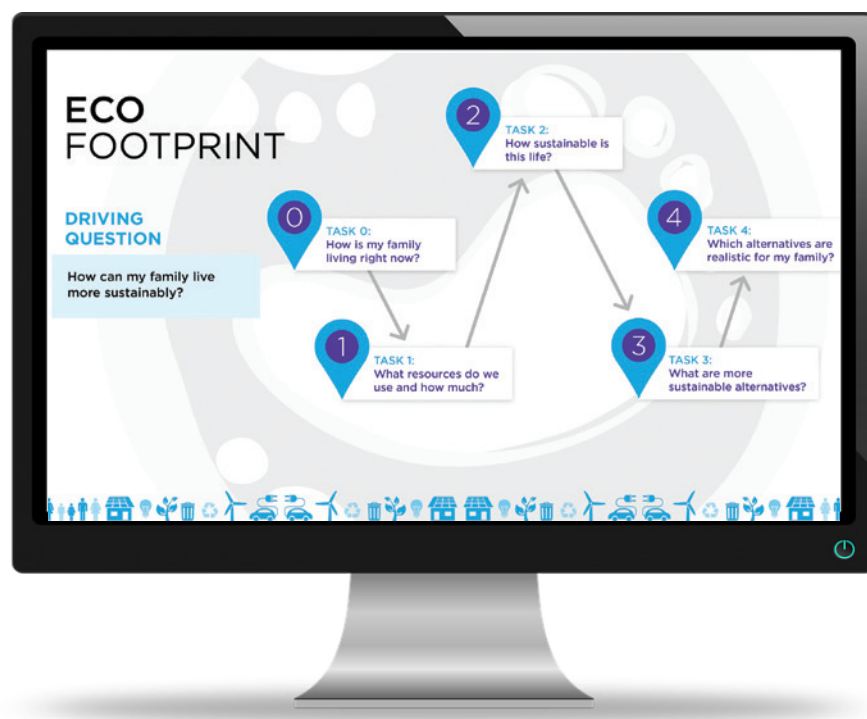 ECO
FOOTPRINT
DRIVING
QUESTION
How can my family live
more sustainably?
0
TASK 0:
How is my family
living right now?
1
TASK 1:
What resources do we
use and how much?
2
TASK 2:
How sustainable is
this life?
3
TASK 3:
What are more
sustainable alternatives?
4
TASK 4:
Which alternatives are
realistic for my family?